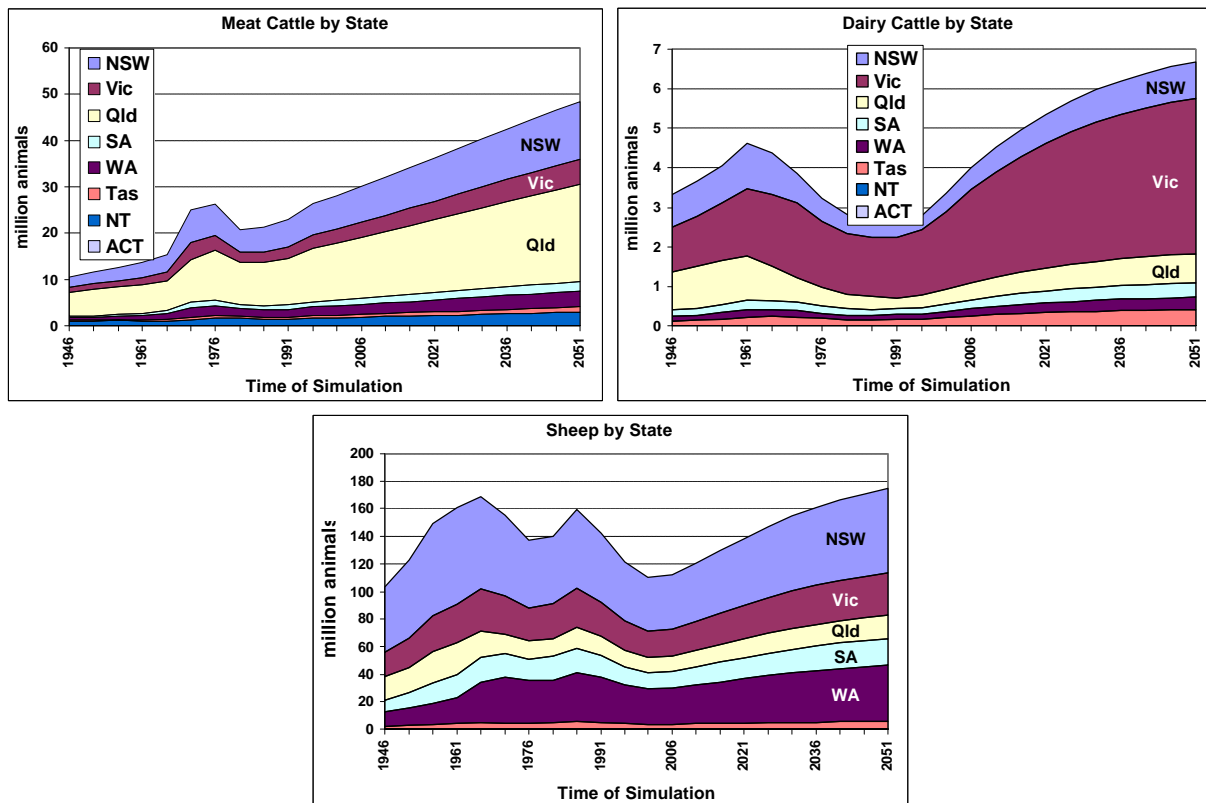 Meat Cattle by State
60
50
40
30
20
10
0
million animals
NSW
Vic
Qld
SA
WA
Tas
NT
ACT
NSW
Vic
Qld
1946
1961
1976
1991
2006
2021
2036
2051
Time of Simulation
Dairy Cattle by State
7
6
5
4
3
2
1
0
million animals
NSW
Vic
Qld
SA
WA
Tas
NT
ACT
NSW
Vic
Qld
1946
1961
1976
1991
2006
2021
2036
2051
Time of Simulation
Sheep by State
200
180
160
140
120
100
80
60
40
20
0
million animals
NSW
Vic
Qld
SA
WA
1946
1961
1976
1991
2006
2021
2036
2051
Time of Simulation